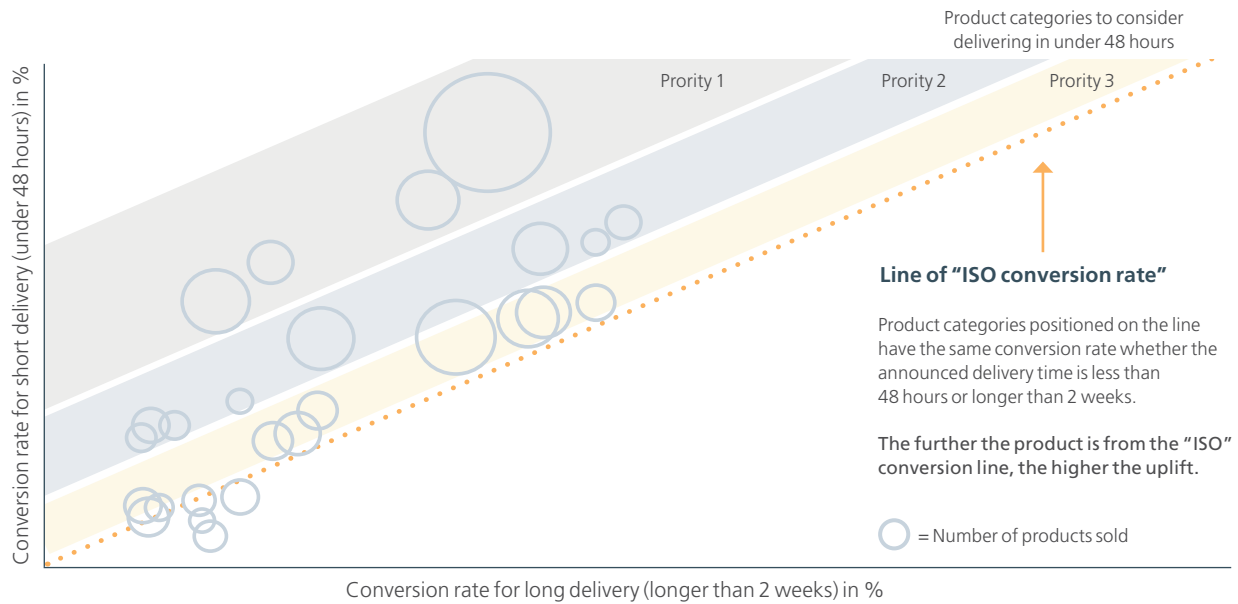 Product categories to consider
delivering in under 48 hours
Prority 1
Prority 2
Prority 3
Conversion rate for short delivery (under 48 hours) in %
Line of “ISO conversion rate”
Product categories positioned on the line
have the same conversion rate whether the
announced delivery time is less than
48 hours or longer than 2 weeks.
The further the product is from the “ISO”
conversion line, the higher the uplift.
= Number of products sold
Conversion rate for long delivery (longer than 2 weeks) in %